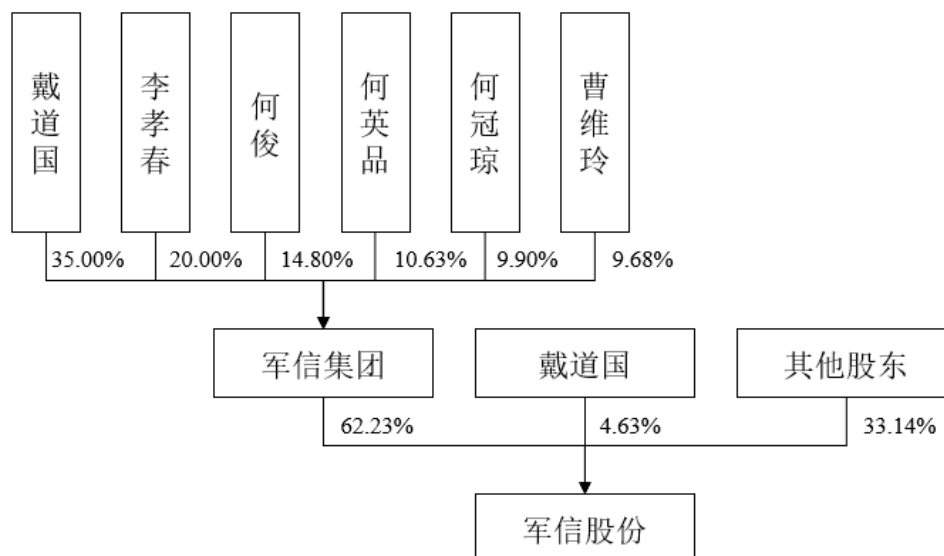 戴道国
李孝春
何俊
何英品
何冠琼
曹维玲
35.00%
20.00%
14.80%
10.63%
9.90%
9.68%
军信集团
戴道国
其他股东
62.23%
4.63%
33.14%
军信股份